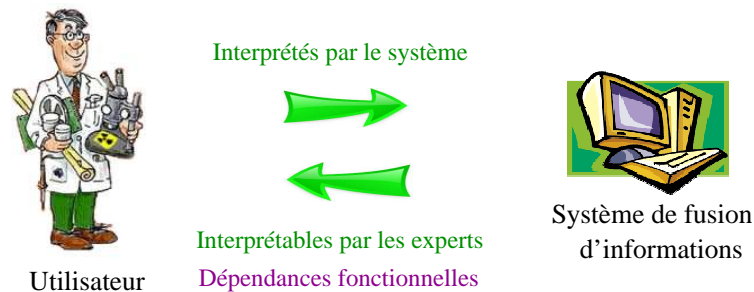 Interprétés par le système
Interprétables par les experts
Dépendances fonctionnelles
Utilisateur
Système de fusion
d'informations